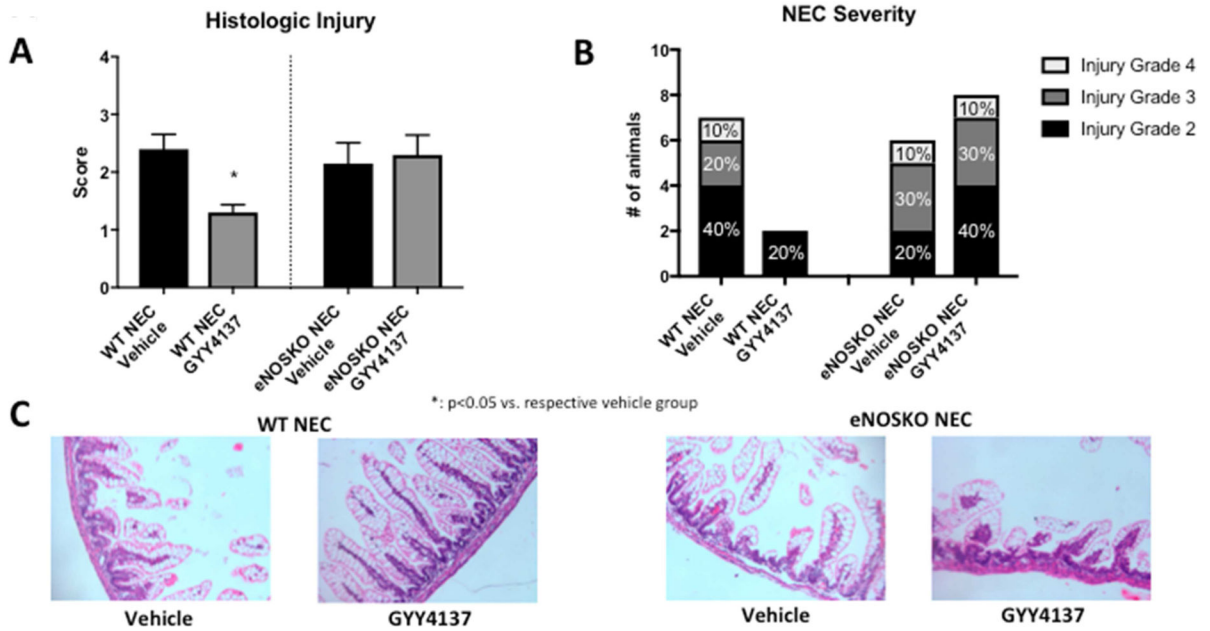 Histologic Injury
A
4
3
2
1
0
Score
*
WT NEC
Vehicle
WT NEC
GYY4137
eNOSKO NEC
Vehicle
eNOSKO NEC
GYY4137
NEC Severity
B
10
8
6
4
2
0
# of animals
10%
20%
40%
20%
10%
30%
20%
10%
30%
40%
WT NEC
Vehicle
WT NEC
GYY4137
eNOSKO NEC
Vehicle
eNOSKO NEC
GYY4137
Injury Grade 4
Injury Grade 3
Injury Grade 2
*: p<0.05 vs. respective vehicle group
C
WT NEC
eNOSKO NEC
Vehicle
GYY4137
Vehicle
GYY4137